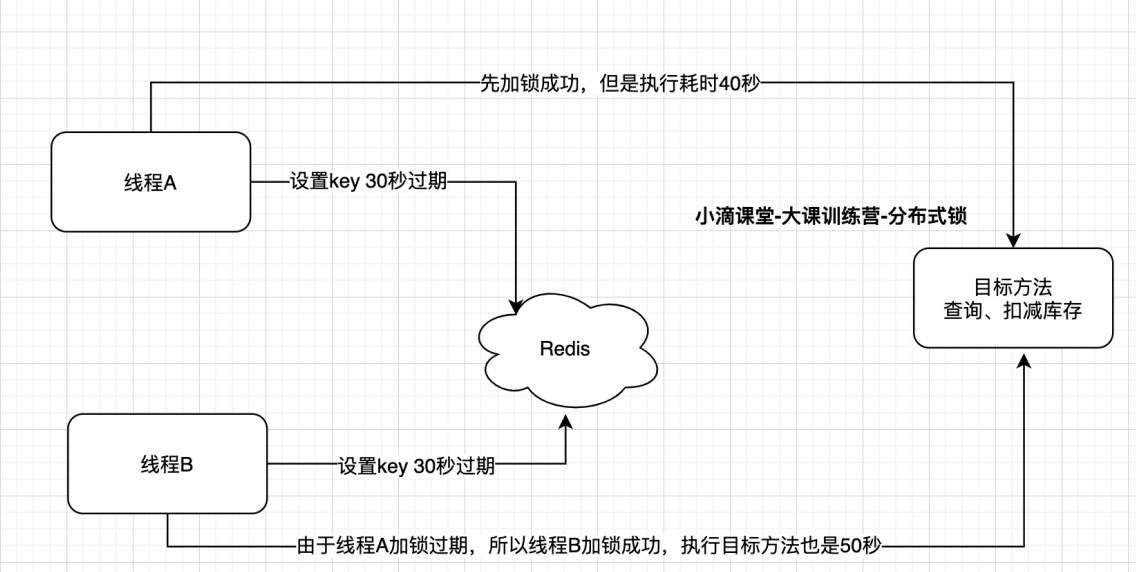 先加锁成功，但是执行耗时40秒
线程A
设置key 30秒过期
小滴课堂-大课训练营-分布式锁
目标方法
查询、扣减库存
Redis
线程B
设置key 30秒过期
由于线程A加锁过期，所以线程B加锁成功，执行目标方法也是50秒